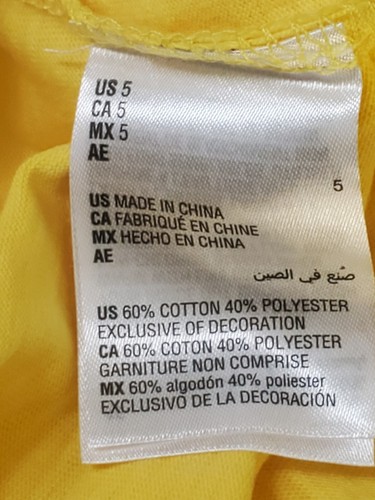 US 5
CA 5
MX 5
AE
5
US MADE IN CHINA
CA FABRIQUÉ EN CHINE
MX HECHO EN CHINA
AE
صُنع في الصين
US 60% COTTON 40% POLYESTER
EXCLUSIVE OF DECORATION
CA 60% COTON 40% POLYESTER
GARNITURE NON COMPRISE
MX 60% algodón 40% poliester
EXCLUSIVO DE LA DECORACIÓN